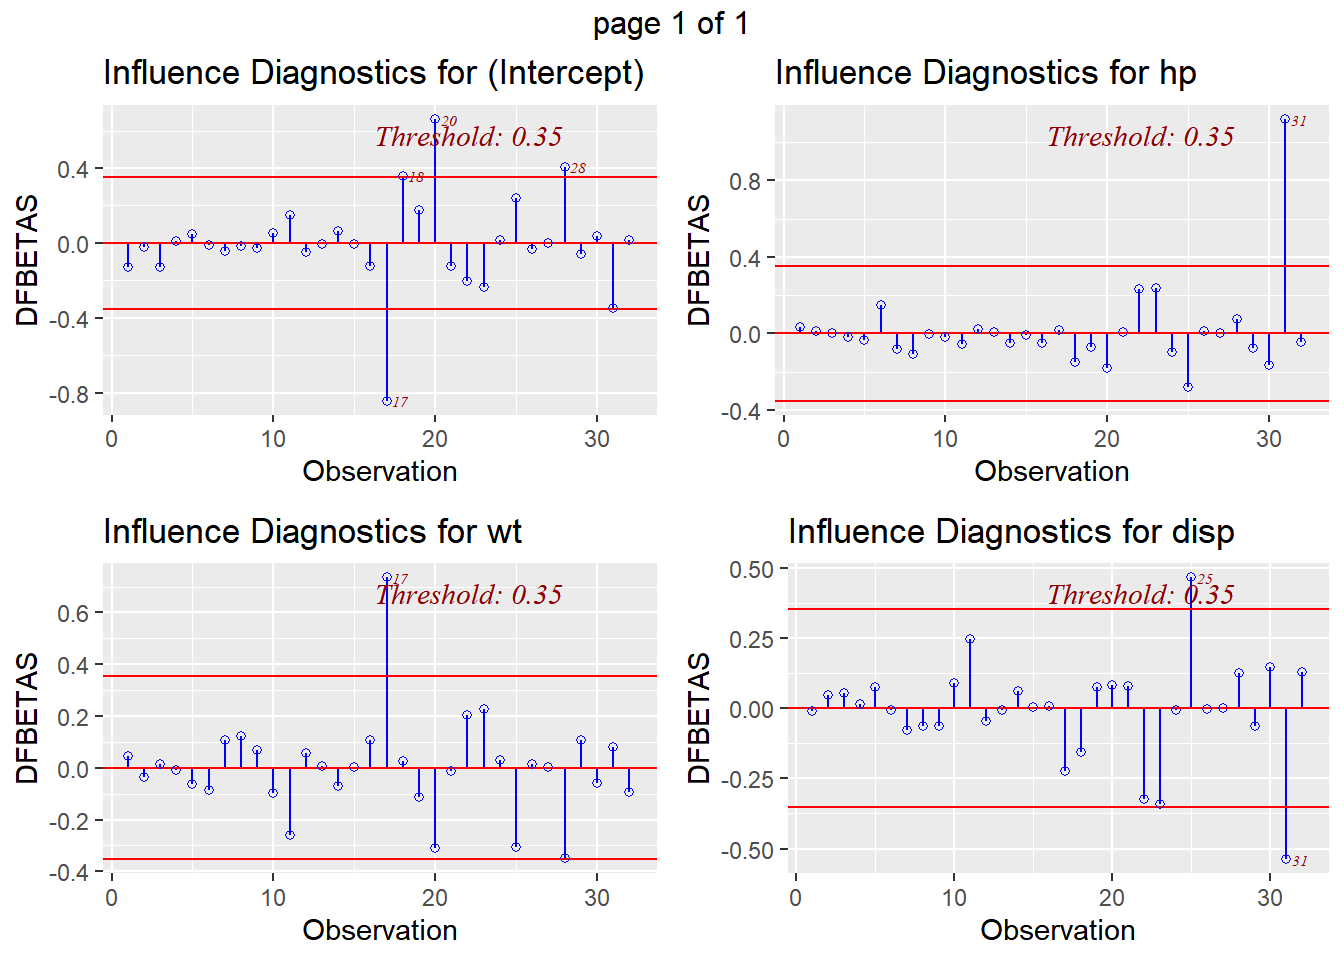 page 1 of 1
Influence Diagnostics for (Intercept)
Threshold: 0.35
20
18
28
17
0.4
0.0
-0.4
-0.8
DFBETAS
0 10 20 30
Observation
Influence Diagnostics for hp
Threshold: 0.35
31
0.8
0.4
0.0
-0.4
DFBETAS
0 10 20 30
Observation
Influence Diagnostics for wt
17
Threshold: 0.35
0.6
0.4
0.2
0.0
-0.2
-0.4
DFBETAS
0 10 20 30
Observation
Influence Diagnostics for disp
25
Threshold: 0.35
31
0.50
0.25
0.00
-0.25
-0.50
DFBETAS
0 10 20 30
Observation